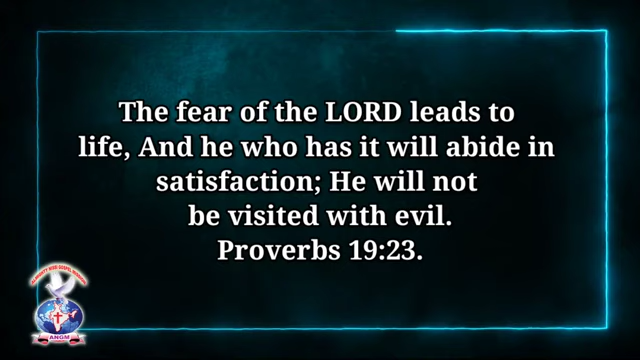 The fear of the LORD leads to
life, And he who has it will abide in
satisfaction; He will not
be visited with evil.
Proverbs 19:23.
ANGM